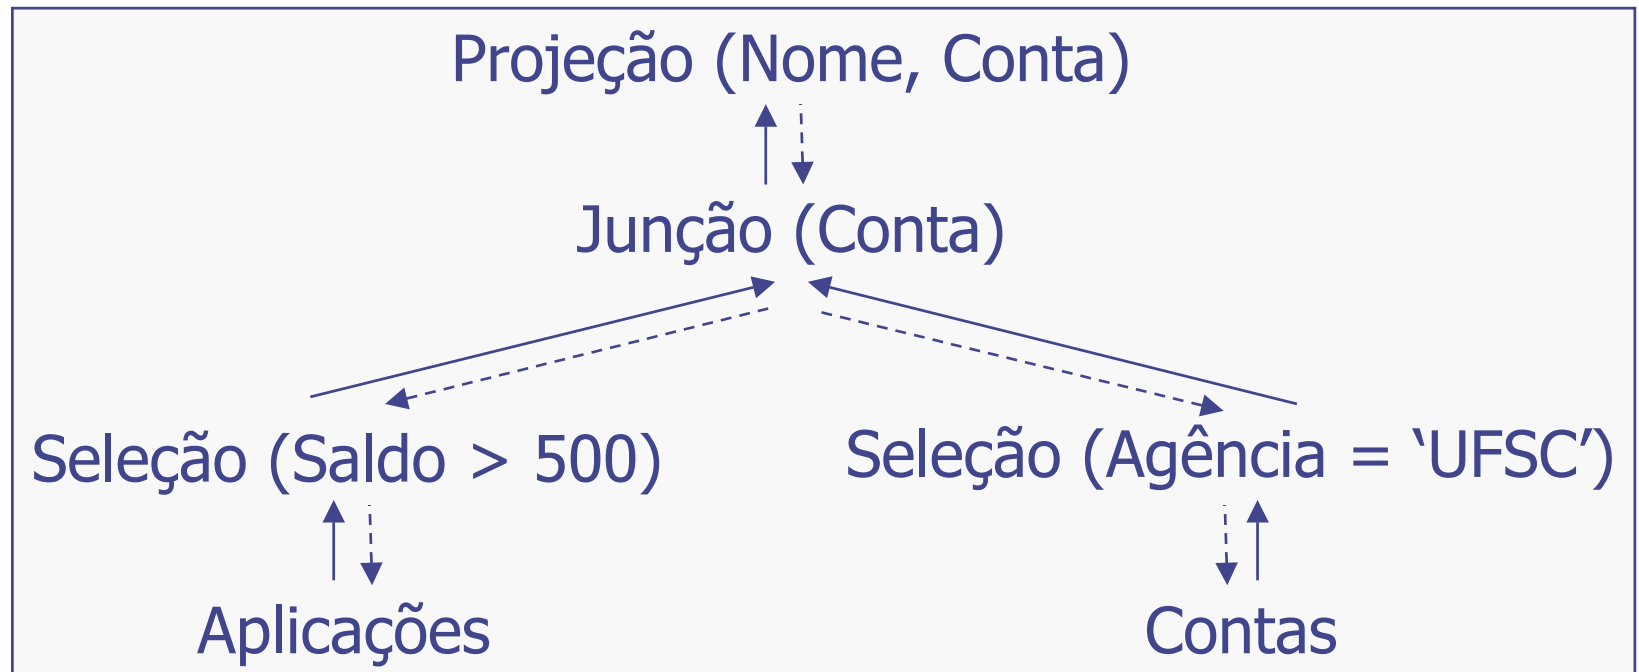 Projeção (Nome, Conta)
Junção (Conta)
Seleção (Saldo > 500)
Seleção (Agência = ‘UFSC’)
Aplicações
Contas